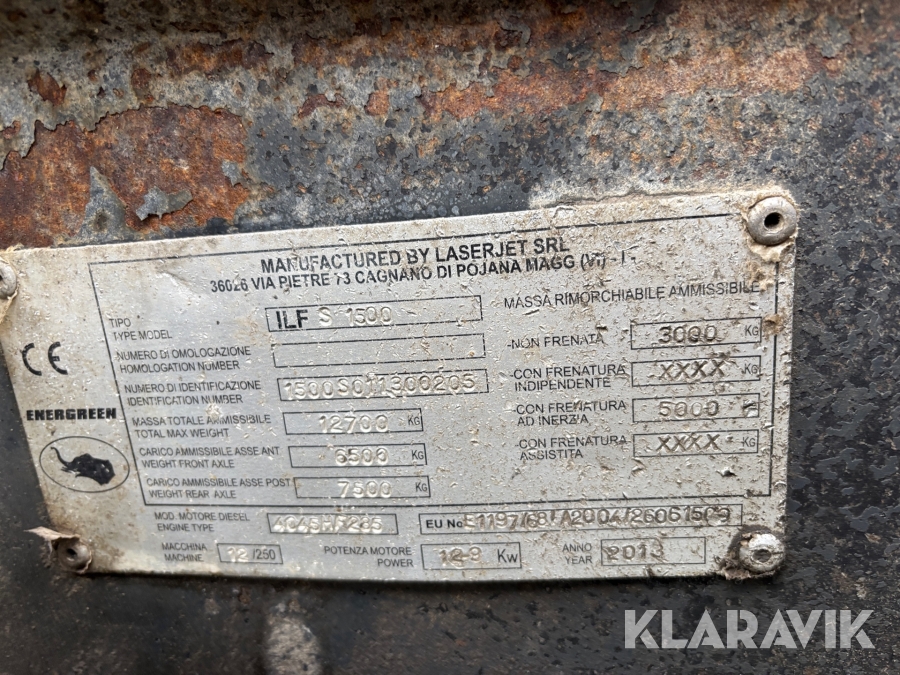 MANUFACTURED BY LASERJET SRL
36026 VIA PIETRE 73 CAGNANO DI POJANA MAGG (VI) - I
TIPO
TYPE MODEL
ILF S 1500
NUMERO DI OMOLOGAZIONE
HOMOLOGATION NUMBER
NUMERO DI IDENTIFICAZIONE
IDENTIFICATION NUMBER
1500S011300205
MASSA TOTALE AMMISSIBILE
TOTAL MAX WEIGHT
12700 KG
CARICO AMMISSIBILE ASSE ANT.
WEIGHT FRONT AXLE
6500 KG
CARICO AMMISSIBILE ASSE POST.
WEIGHT REAR AXLE
7500 KG
MASSA RIMORCHIABILE AMMISSIBILE
NON FRENATA
3000 KG
CON FRENATURA
INDIPENDENTE
XXXX KG
CON FRENATURA
AD INERZIA
5000
CON FRENATURA
ASSISTITA
XXXX KG
CE
ENERGREEN
MOD. MOTORE DIESEL
ENGINE TYPE
EU No
MACCHINA
MACHINE
12 /250
POTENZA MOTORE
POWER
Kw
ANNO
YEAR
2013
KLARAVIK